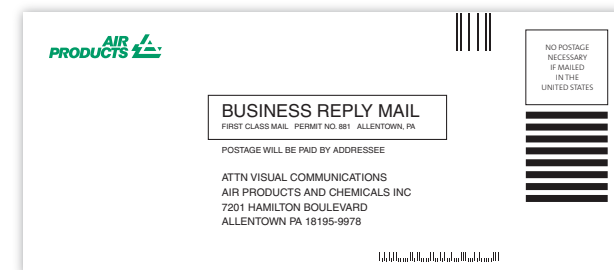 AIR
PRODUCTS
NO POSTAGE
NECESSARY
IF MAILED
IN THE
UNITED STATES
BUSINESS REPLY MAIL
FIRST CLASS MAIL PERMIT NO. 881 ALLENTOWN, PA
POSTAGE WILL BE PAID BY ADDRESSEE
ATTN VISUAL COMMUNICATIONS
AIR PRODUCTS AND CHEMICALS INC
7201 HAMILTON BOULEVARD
ALLENTOWN PA 18195-9978